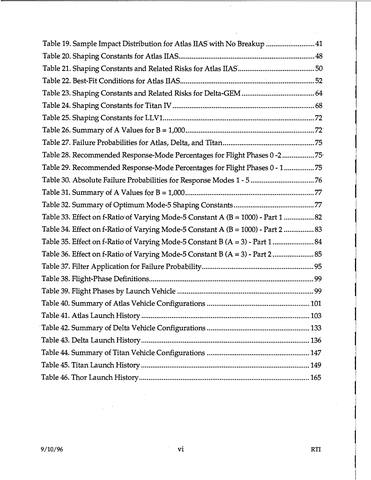 Table 19. Sample Impact Distribution for Atlas IIAS with No Breakup ......................... 41
Table 20. Shaping Constants for Atlas IIAS......................... 48
Table 21. Shaping Constants and Related Risks for Atlas IIAS......................... 50
Table 22. Best-Fit Conditions for Atlas IIAS......................... 52
Table 23. Shaping Constants and Related Risks for Delta-GEM ......................... 64
Table 24. Shaping Constants for Titan IV ......................... 68
Table 25. Shaping Constants for LLV1......................... 72
Table 26. Summary of A Values for B = 1,000......................... 72
Table 27. Failure Probabilities for Atlas, Delta, and Titan......................... 75
Table 28. Recommended Response-Mode Percentages for Flight Phases 0 -2................. 75
Table 29. Recommended Response-Mode Percentages for Flight Phases 0 - 1................ 75
Table 30. Absolute Failure Probabilities for Response Modes 1 - 5 ......................... 76
Table 31. Summary of A Values for B = 1,000......................... 77
Table 32. Summary of Optimum Mode-5 Shaping Constants......................... 77
Table 33. Effect on f-Ratio of Varying Mode-5 Constant A (B = 1000) - Part 1 ................ 82
Table 34. Effect on f-Ratio of Varying Mode-5 Constant A (B = 1000) - Part 2 ................ 83
Table 35. Effect on f-Ratio of Varying Mode-5 Constant B (A = 3) - Part 1 ...................... 84
Table 36. Effect on f-Ratio of Varying Mode-5 Constant B (A = 3) - Part 2 ...................... 85
Table 37. Filter Application for Failure Probability......................... 95
Table 38. Flight-Phase Definitions......................... 99
Table 39. Flight Phases by Launch Vehicle ......................... 99
Table 40. Summary of Atlas Vehicle Configurations ......................... 101
Table 41. Atlas Launch History ......................... 103
Table 42. Summary of Delta Vehicle Configurations ......................... 133
Table 43. Delta Launch History ......................... 136
Table 44. Summary of Titan Vehicle Configurations ......................... 147
Table 45. Titan Launch History......................... 149
Table 46. Thor Launch History......................... 165
9/10/96 vi RTI